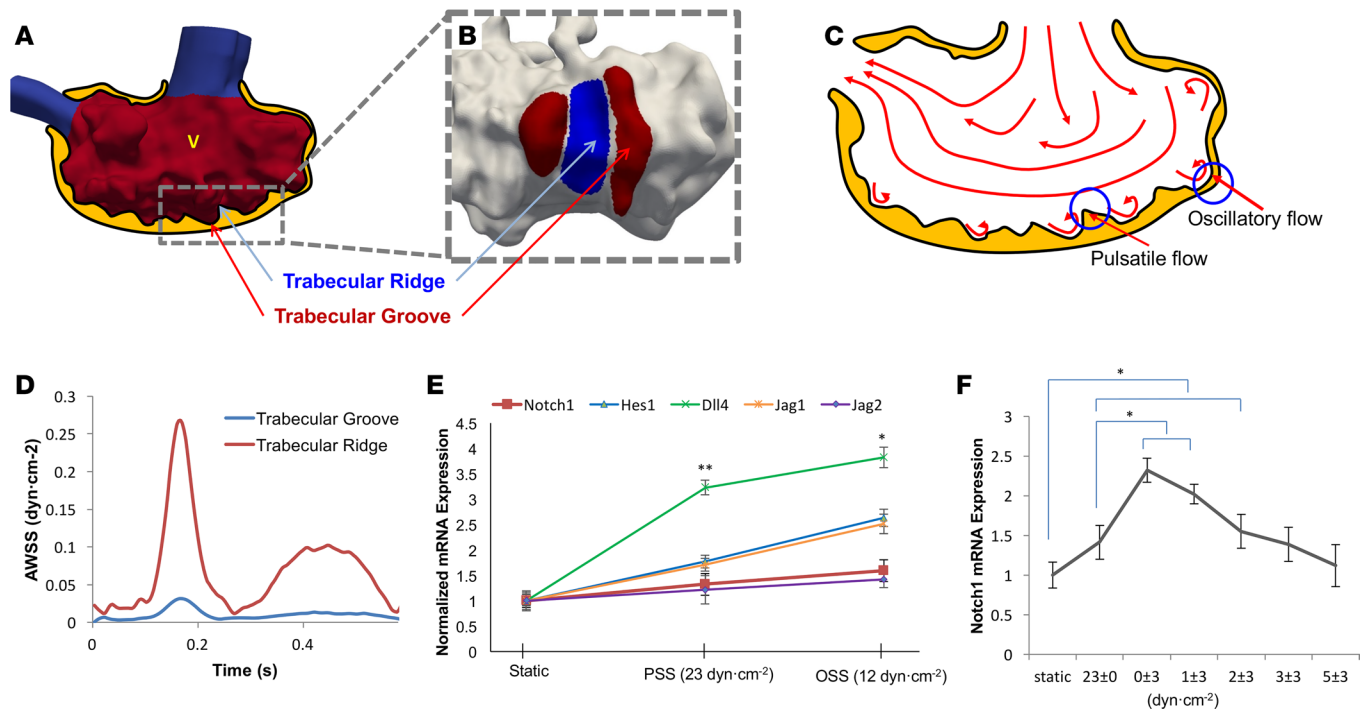 A
V
B
Trabecular Ridge
Trabecular Groove
C
Oscillatory flow
Pulsatile flow
D
AWSS (dyn·cm-2)
0.3
0.25
0.2
0.15
0.1
0.05
0
Trabecular Groove
Trabecular Ridge
0
0.2
0.4
Time (s)
E
Notch1
Hes1
Dll4
Jag1
Jag2
Normalized mRNA Expression
4.5
4
3.5
3
2.5
2
1.5
1
0.5
0
**
*
Static
PSS (23 dyn·cm-2)
OSS (12 dyn·cm-2)
F
*
*
Notch1 mRNA Expression
3
2.5
2
1.5
1
0.5
0
static
23±0
0±3
1±3
2±3
3±3
5±3
(dyn·cm-2)